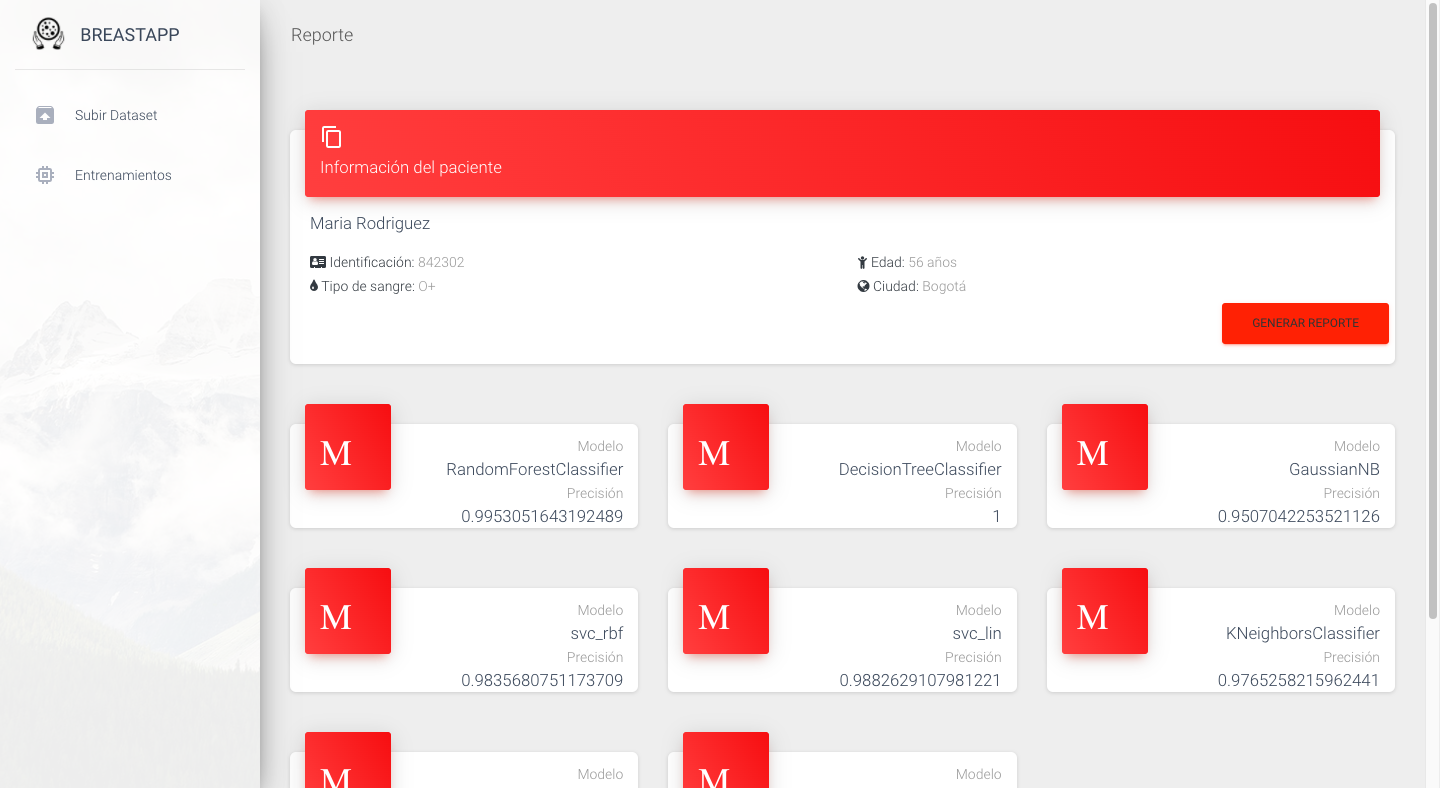 BREASTAPP
Subir Dataset
Entrenamientos
Reporte
Información del paciente
Maria Rodriguez
Identificación: 842302
Edad: 56 años
Tipo de sangre: O+
Ciudad: Bogotá
GENERAR REPORTE
M
Modelo
RandomForestClassifier
Precisión
0.9953051643192489
M
Modelo
DecisionTreeClassifier
Precisión
1
M
Modelo
GaussianNB
Precisión
0.9507042253521126
M
Modelo
svc_rbf
Precisión
0.9835680751173709
M
Modelo
svc_lin
Precisión
0.9882629107981221
M
Modelo
KNeighborsClassifier
Precisión
0.9765258215962441
M
Modelo
M
Modelo